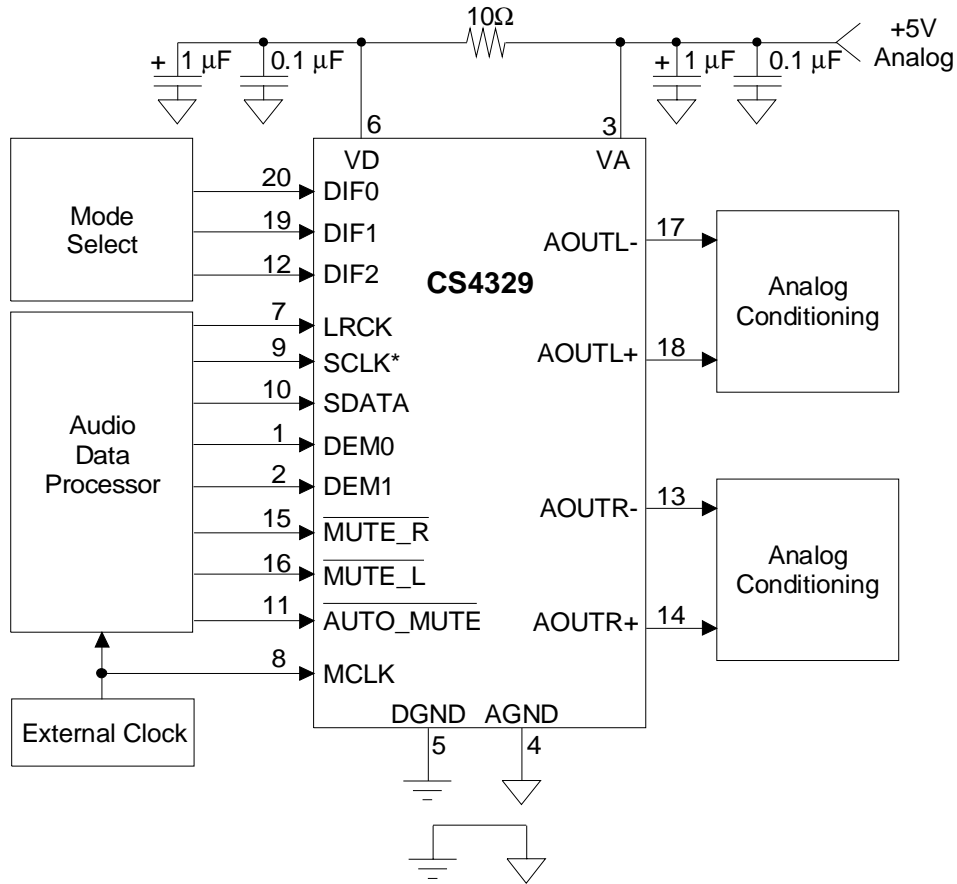 10Ω
+5V
Analog
+ 1 μF
0.1 μF
+ 1 μF
0.1 μF
6
3
VD
VA
Mode
Select
20
DIF0
19
DIF1
12
DIF2
CS4329
AOUTL-
17
AOUTL+
18
Analog
Conditioning
Audio
Data
Processor
7
LRCK
9
SCLK*
10
SDATA
1
DEM0
2
DEM1
15
MUTE_R
16
MUTE_L
11
AUTO_MUTE
8
MCLK
AOUTR-
13
AOUTR+
14
Analog
Conditioning
External Clock
DGND
AGND
5
4